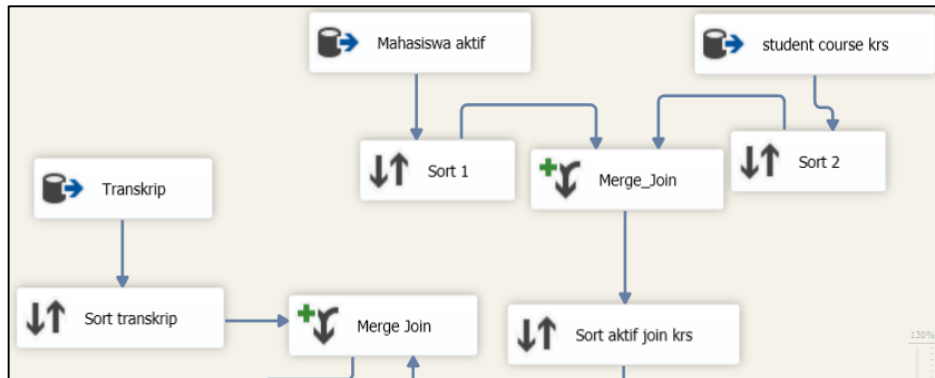 Mahasiswa aktif
student course krs
Sort 1
Merge_Join
Sort 2
Transkrip
Sort transkrip
Merge Join
Sort aktif join krs
130%